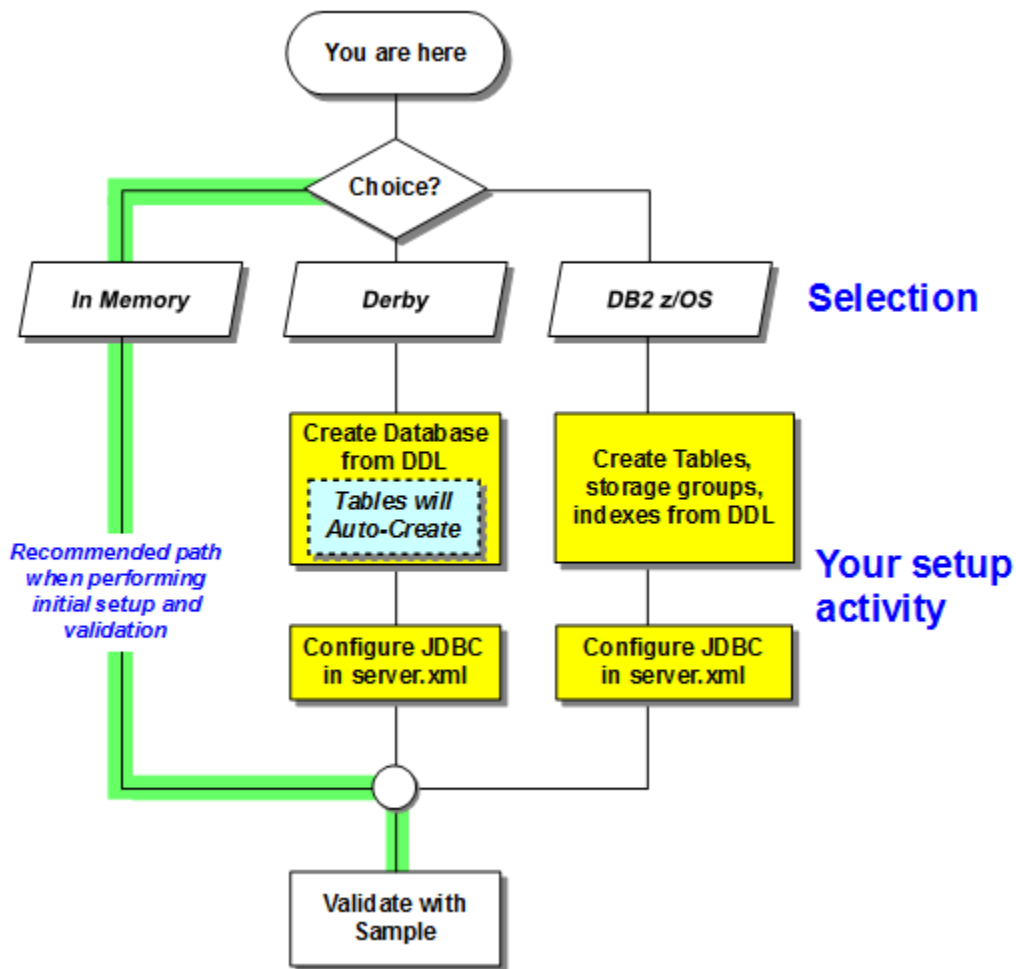 You are here
Choice?
In Memory
Derby
DB2 z/OS
Selection
Create Database
from DDL
Tables will
Auto-Create
Create Tables,
storage groups,
indexes from DDL
Recommended path
when performing
initial setup and
validation
Your setup
activity
Configure JDBC
in server.xml
Configure JDBC
in server.xml
Validate with
Sample